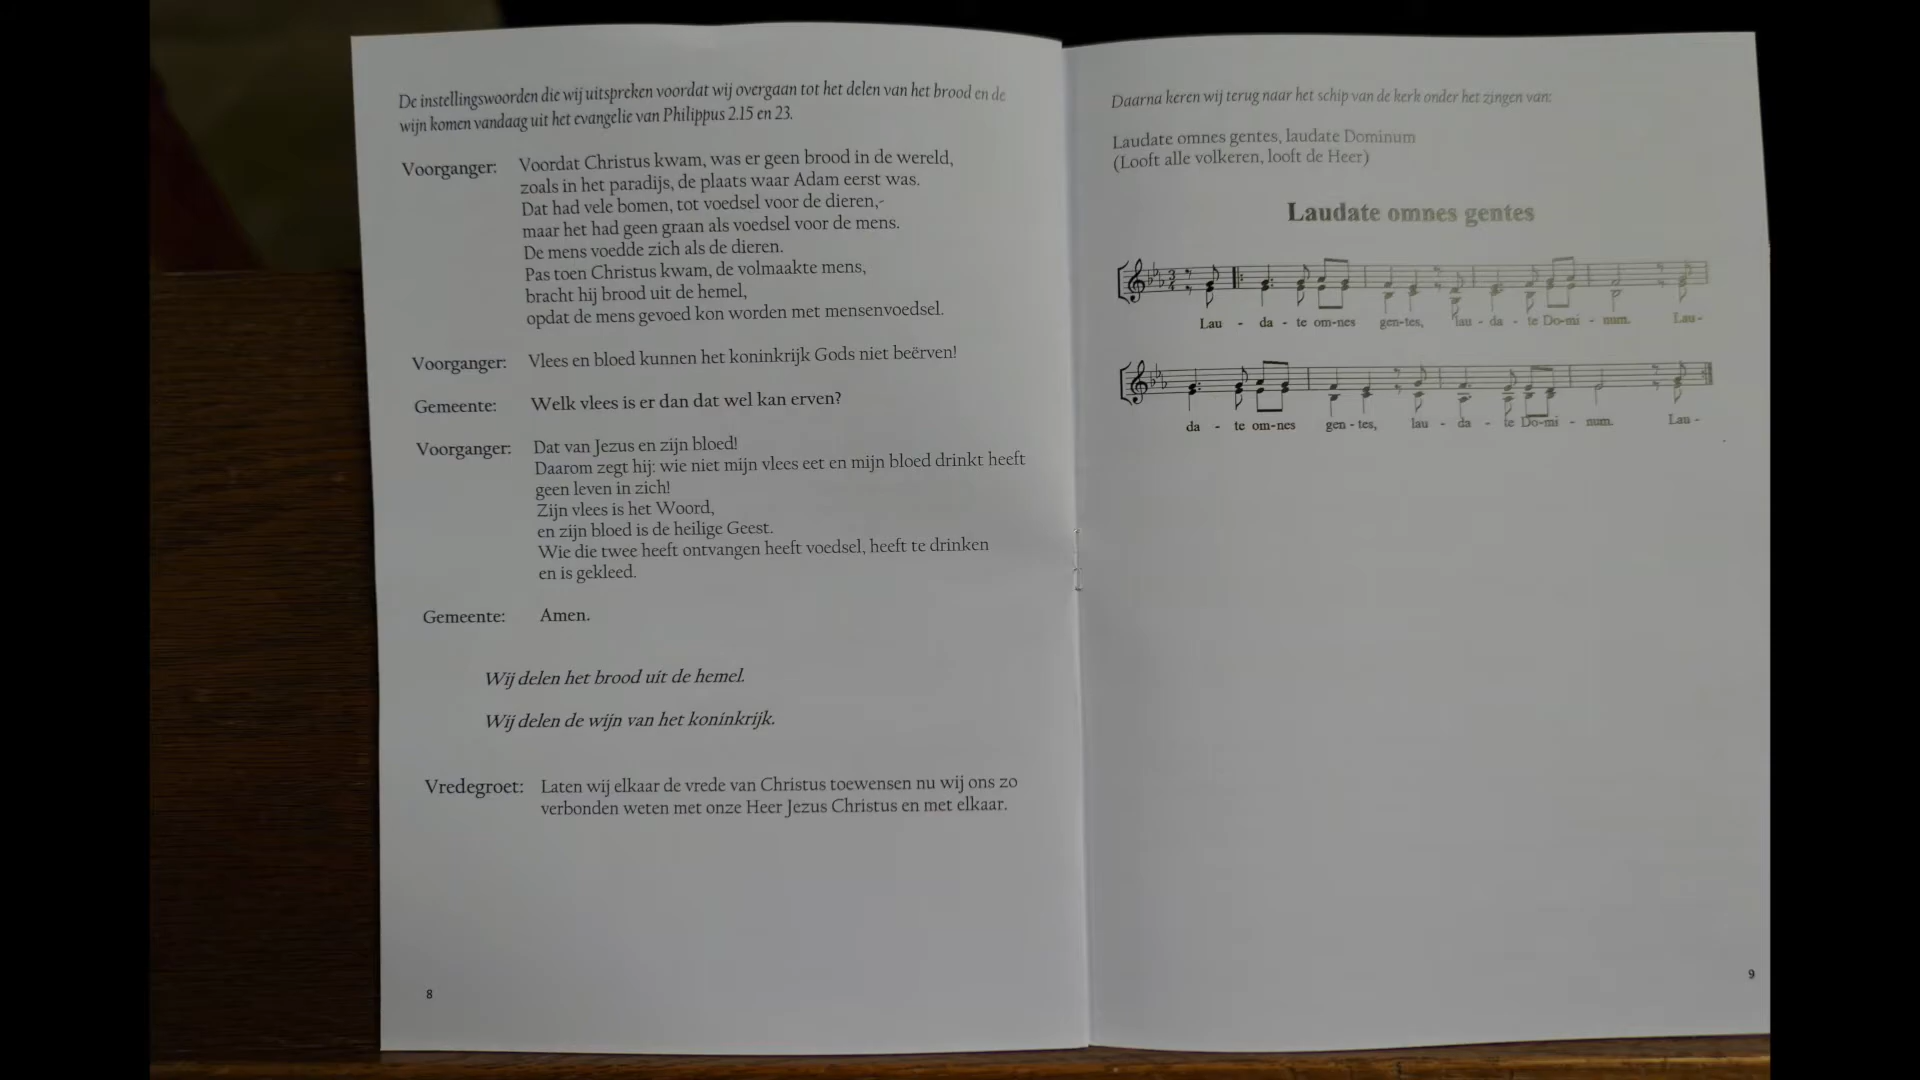 De instellingswoorden die wij uitspreken voordat wij overgaan tot het delen van het brood en de
wijn komen vandaag uit het evangelie van Philippus 2.15 en 23.
Voorganger: Voordat Christus kwam, was er geen brood in de wereld,
zoals in het paradijs, de plaats waar Adam eerst was.
Dat had vele bomen, tot voedsel voor de dieren,-
maar het had geen graan als voedsel voor de mens.
De mens voedde zich als de dieren.
Pas toen Christus kwam, de volmaakte mens,
bracht hij brood uit de hemel,
opdat de mens gevoed kon worden met mensenvoedsel.
Voorganger: Vlees en bloed kunnen het koninkrijk Gods niet beërven!
Gemeente: Welk vlees is er dan dat wel kan erven?
Voorganger: Dat van Jezus en zijn bloed!
Daarom zegt hij: wie niet mijn vlees eet en mijn bloed drinkt heeft
geen leven in zich!
Zijn vlees is het Woord,
en zijn bloed is de heilige Geest.
Wie die twee heeft ontvangen heeft voedsel, heeft te drinken
en is gekleed.
Gemeente: Amen.
Wij delen het brood uit de hemel.
Wij delen de wijn van het koninkrijk.
Vredegroet: Laten wij elkaar de vrede van Christus toewensen nu wij ons zo
verbonden weten met onze Heer Jezus Christus en met elkaar.
8
Daarna keren wij terug naar het schip van de kerk onder het zingen van:
Laudate omnes gentes, laudate Dominum
(Looft alle volkeren, looft de Heer)
Laudate omnes gentes
Lau - da - te om-nes gen-tes, lau - da - te Do-mi - num. Lau-
da - te om-nes gen - tes, lau - da - te Do-mi - num. Lau -
9